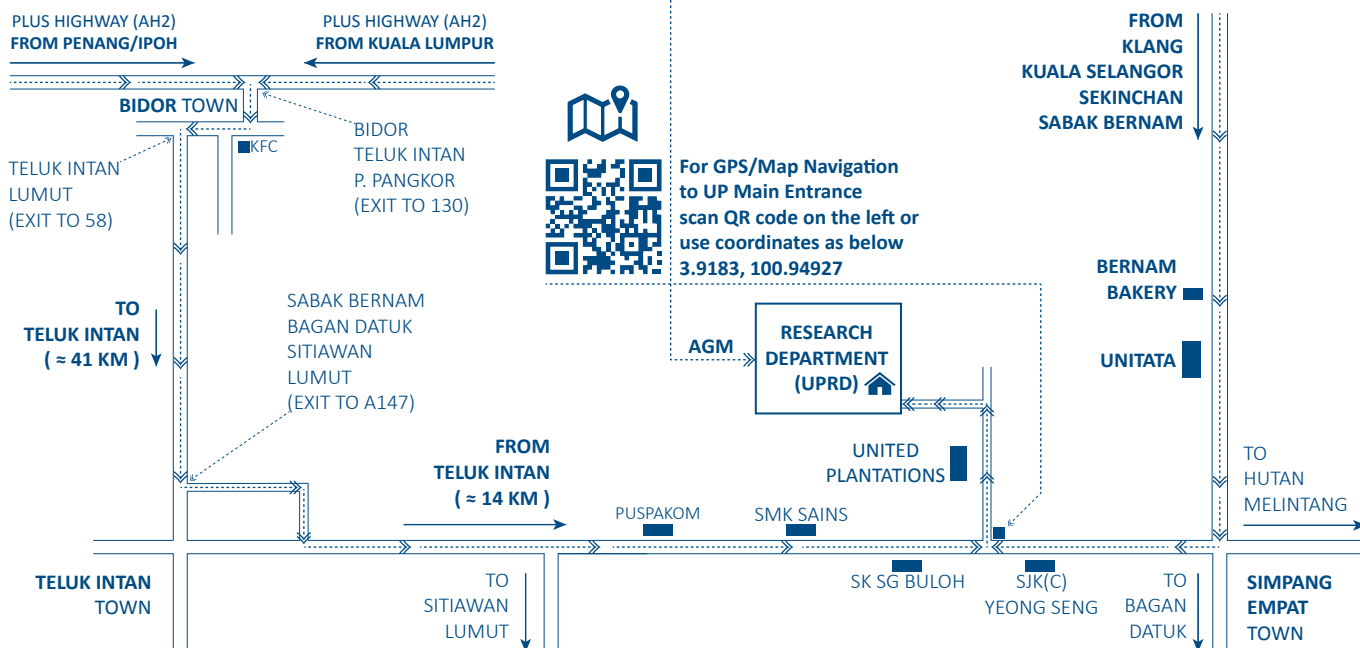 PLUS HIGHWAY (AH2)
FROM PENANG/IPOH
PLUS HIGHWAY (AH2)
FROM KUALA LUMPUR
FROM
KLANG
KUALA SELANGOR
SEKINCHAN
SABAK BERNAM
BIDOR TOWN
KFC
BIDOR
TELUK INTAN
P. PANGKOR
(EXIT TO 130)
TELUK INTAN
LUMUT
(EXIT TO 58)
For GPS/Map Navigation
to UP Main Entrance
scan QR code on the left or
use coordinates as below
3.9183, 100.94927
BERNAM
BAKERY
UNITATA
TO
TELUK INTAN
( ≈ 41 KM )
SABAK BERNAM
BAGAN DATUK
SITIAWAN
LUMUT
(EXIT TO A147)
AGM
RESEARCH
DEPARTMENT
(UPRD)
UNITED
PLANTATIONS
FROM
TELUK INTAN
( ≈ 14 KM )
TO
HUTAN
MELINTANG
PUSPAKOM
SMK SAINS
SK SG BULOH
SJK(C)
YEONG SENG
TELUK INTAN
TOWN
TO
SITIAWAN
LUMUT
TO
BAGAN
DATUK
SIMPANG
EMPAT
TOWN